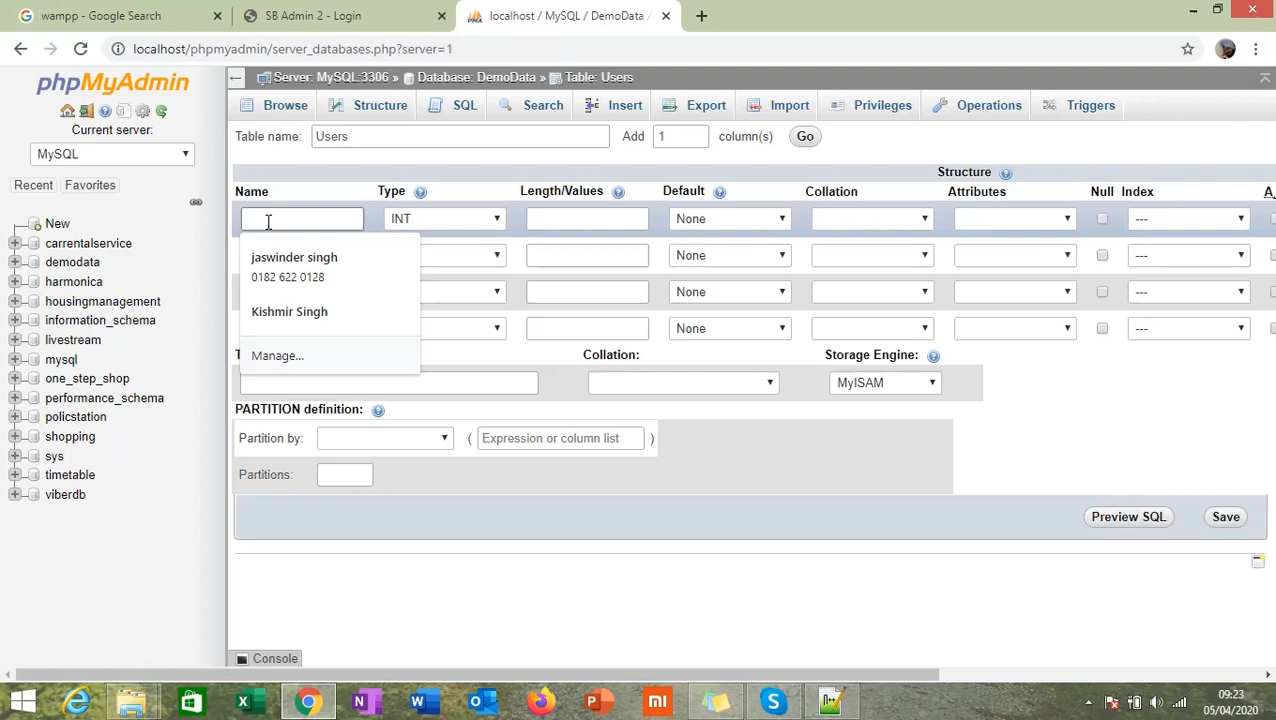 wampp - Google Search
SB Admin 2 - Login
localhost / MySQL / DemoData /
localhost/phpmyadmin/server_databases.php?server=1
phpMyAdmin
Current server:
MySQL
Recent
Favorites
New
carrentalservice
demodata
harmonica
housingmanagement
information_schema
livestream
mysql
one_step_shop
performance_schema
policstation
shopping
sys
timetable
viberdb
Server: MySQL:3306 » Database: DemoData » Table: Users
Browse Structure SQL Search Insert Export Import Privileges Operations Triggers
Table name: Users Add 1 column(s) Go
Structure
Name Type Length/Values Default Collation Attributes Null Index A
INT None ---
jaswinder singh
0182 622 0128
None ---
Kishmir Singh
None ---
None ---
Manage...
T Collation: Storage Engine:
MyISAM
PARTITION definition:
Partition by: ( Expression or column list )
Partitions:
Preview SQL Save
Console
09:23
05/04/2020